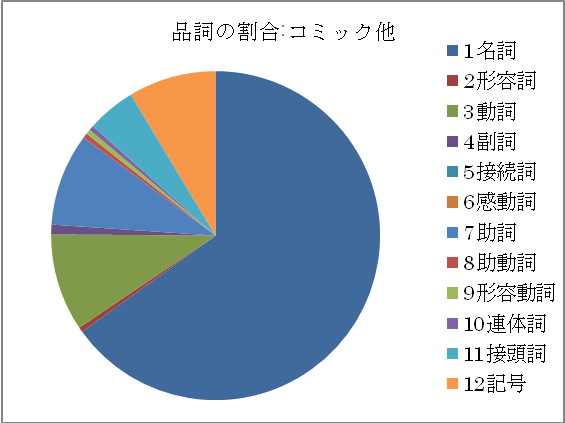 品詞の割合:コミック他
1名詞
2形容詞
3動詞
4副詞
5接続詞
6感動詞
7助詞
8助動詞
9形容動詞
10連体詞
11接頭詞
12記号